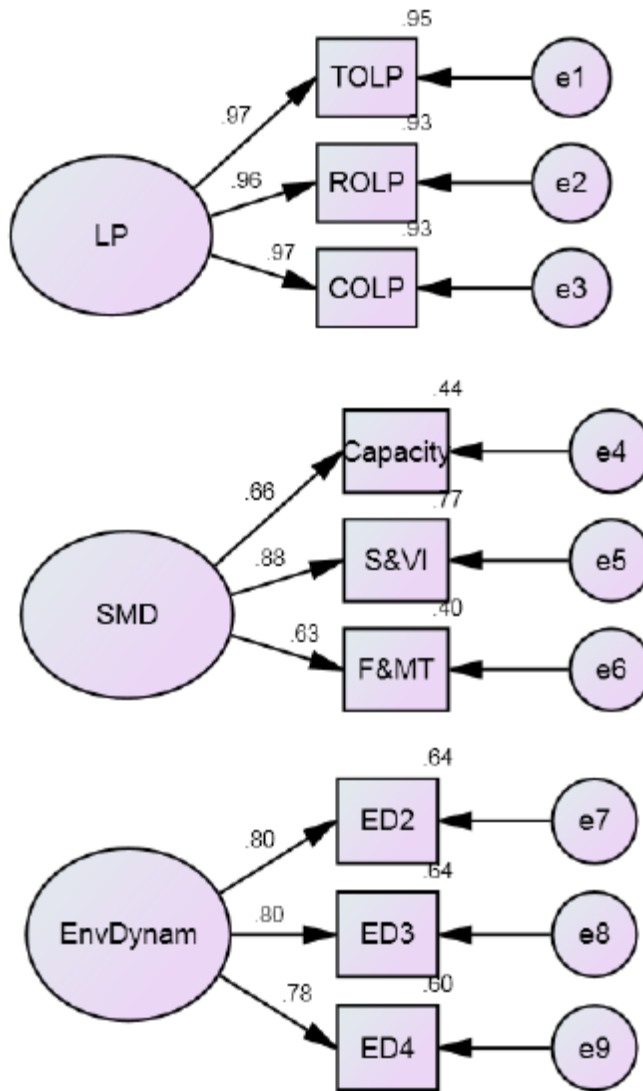 .95
TOLP
e1
.97
.93
ROLP
e2
.96
LP
.93
.97
COLP
e3
.44
Capacity
e4
.66
.77
S&VI
e5
.88
SMD
.40
.63
F&MT
e6
.64
ED2
e7
.80
.64
ED3
e8
.80
EnvDynam
.60
.78
ED4
e9